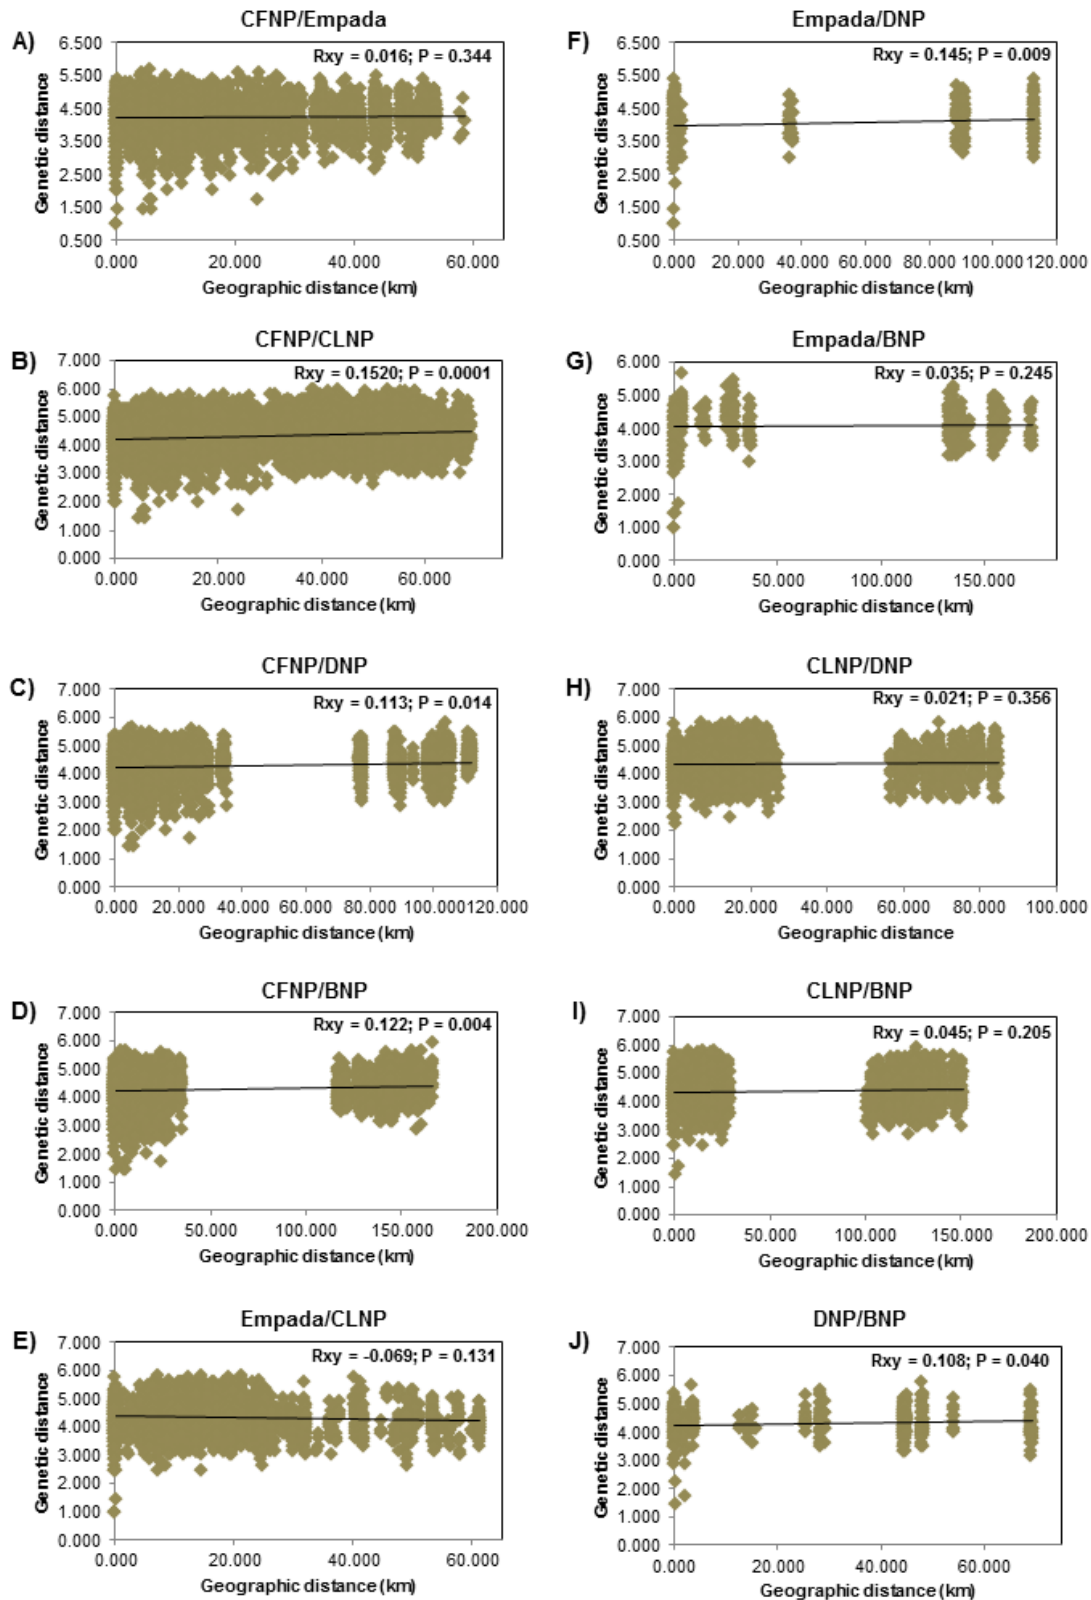 CFNP/Empada
A)
Rxy = 0.016; P = 0.344
Genetic distance
6.500
5.500
4.500
3.500
2.500
1.500
0.500
0.000 20.000 40.000 60.000
Geographic distance (km)
CFNP/CLNP
B)
Rxy = 0.1520; P = 0.0001
Genetic distance
7.000
6.000
5.000
4.000
3.000
2.000
1.000
0.000
0.000 20.000 40.000 60.000
Geographic distance (km)
CFNP/DNP
C)
Rxy = 0.113; P = 0.014
Genetic distance
7.000
6.000
5.000
4.000
3.000
2.000
1.000
0.000
0.000 20.000 40.000 60.000 80.000 100.000 120.000
Geographic distance (km)
CFNP/BNP
D)
Rxy = 0.122; P = 0.004
Genetic distance
7.000
6.000
5.000
4.000
3.000
2.000
1.000
0.000
0.000 50.000 100.000 150.000 200.000
Geographic distance (km)
Empada/CLNP
E)
Rxy = -0.069; P = 0.131
Genetic distance
7.000
6.000
5.000
4.000
3.000
2.000
1.000
0.000
0.000 20.000 40.000 60.000
Geographic distance (km)
Empada/DNP
F)
Rxy = 0.145; P = 0.009
Genetic distance
6.500
5.500
4.500
3.500
2.500
1.500
0.500
0.000 20.000 40.000 60.000 80.000 100.000 120.000
Geographic distance (km)
Empada/BNP
G)
Rxy = 0.035; P = 0.245
Genetic distance
6.000
5.000
4.000
3.000
2.000
1.000
0.000
0.000 50.000 100.000 150.000
Geographic distance (km)
CLNP/DNP
H)
Rxy = 0.021; P = 0.356
Genetic distance
7.000
6.000
5.000
4.000
3.000
2.000
1.000
0.000
0.000 20.000 40.000 60.000 80.000 100.000
Geographic distance
CLNP/BNP
I)
Rxy = 0.045; P = 0.205
Genetic distance
7.000
6.000
5.000
4.000
3.000
2.000
1.000
0.000
0.000 50.000 100.000 150.000 200.000
Geographic distance (km)
DNP/BNP
J)
Rxy = 0.108; P = 0.040
Genetic distance
7.000
6.000
5.000
4.000
3.000
2.000
1.000
0.000
0.000 20.000 40.000 60.000
Geographic distance (km)